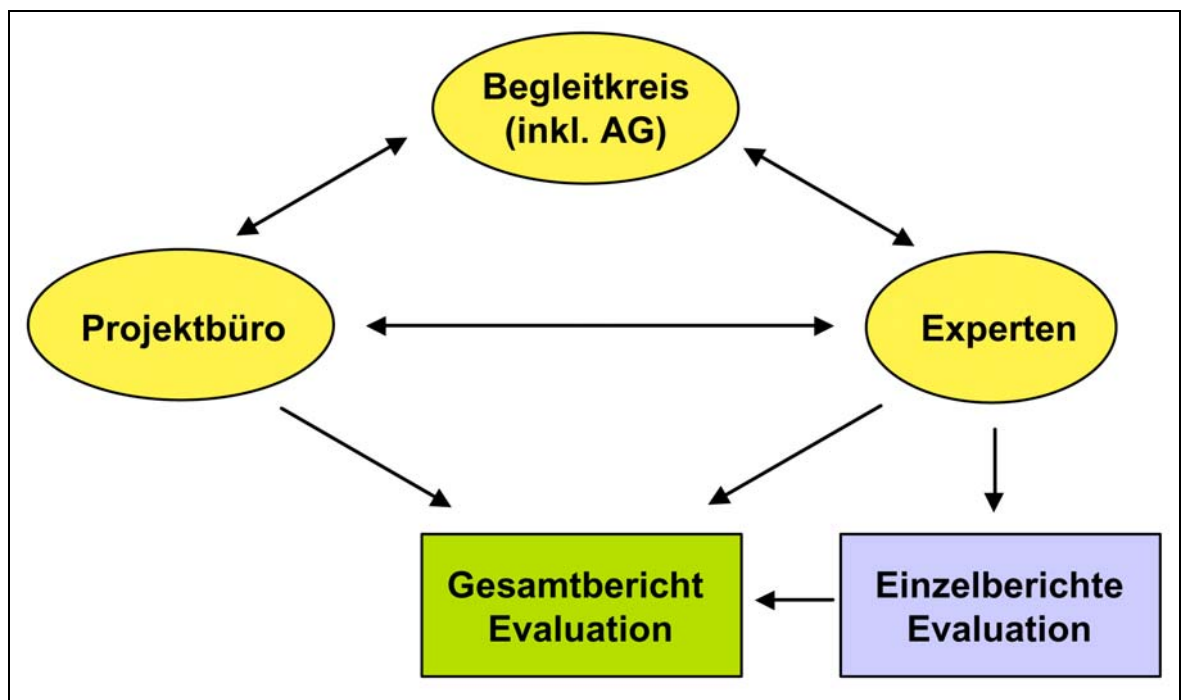 Begleitkreis
(inkl. AG)
Projektbüro
Experten
Gesamtbericht
Evaluation
Einzelberichte
Evaluation